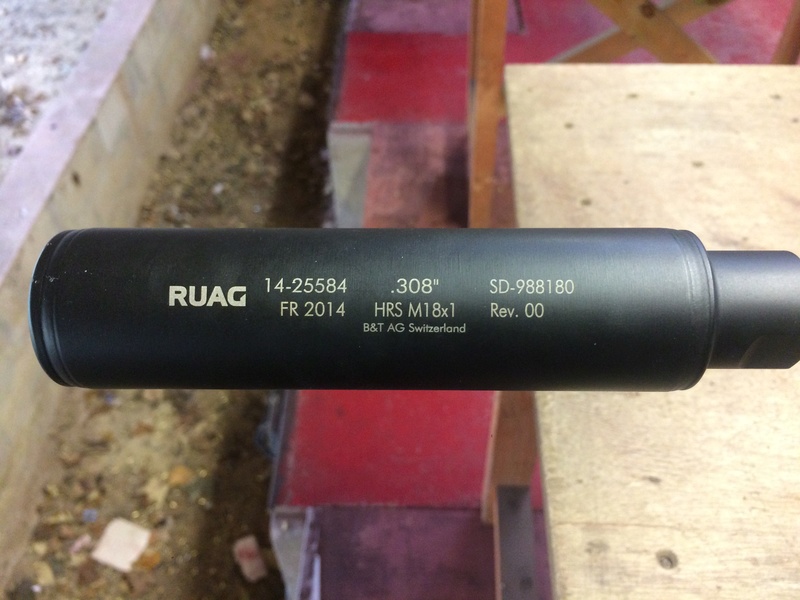 RUAG 14-25584 .308" SD-988180
FR 2014 HRS M18x1 Rev. 00
B&T AG Switzerland